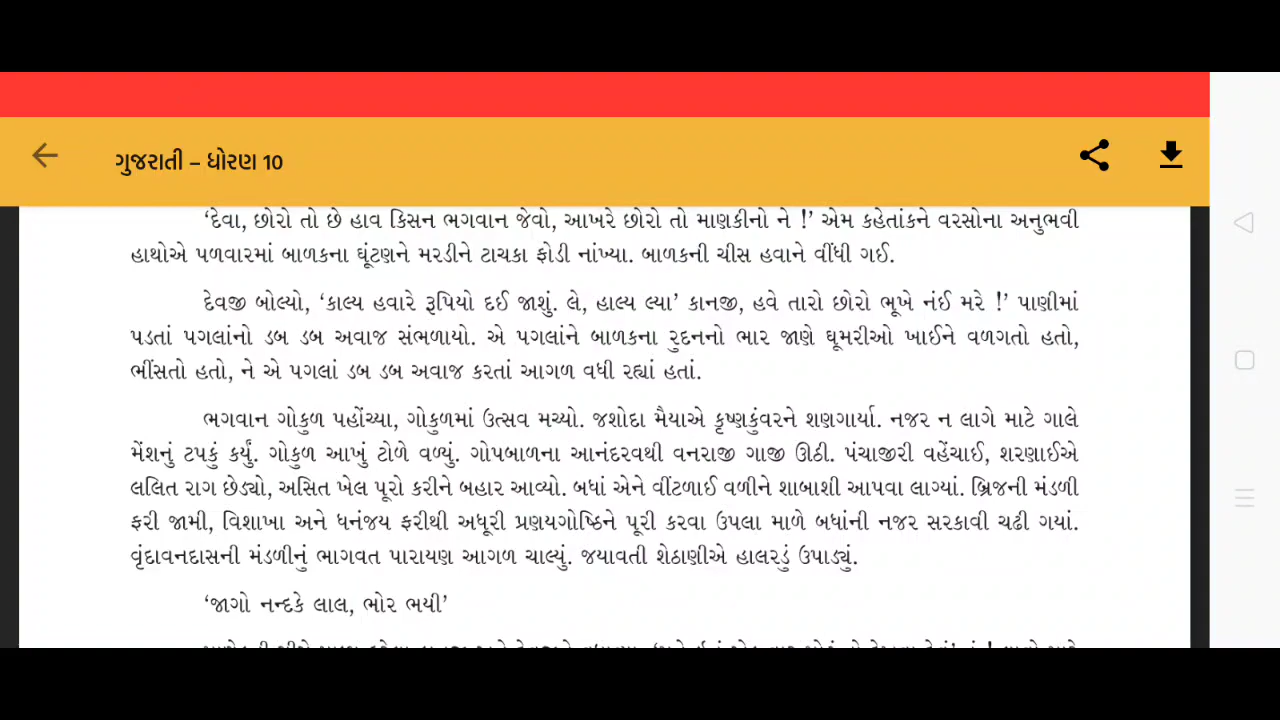 ગુજરાતી – ધોરણ 10
‘દેવા, છોરો તો છે હાવ કિસન ભગવાન જેવો, આખરે છોરો તો માણકીનો ને !’ એમ કહેતાંકને વરસોના અનુભવી
હાથોએ પળવારમાં બાળકના ઘૂંટણને મરડીને ટાચકા ફોડી નાંખ્યા. બાળકની ચીસ હવાને વીંધી ગઈ.
દેવજી બોલ્યો, ‘કાલ્ય હવારે રૂપિયો દઈ જાશું. લે, હાલ્ય લ્યા’ કાનજી, હવે તારો છોરો ભૂખે નંઈ મરે !’ પાણીમાં
પડતાં પગલાંનો ડબ ડબ અવાજ સંભળાયો. એ પગલાંને બાળકના રુદનનો ભાર જાણે ઘૂમરીઓ ખાઈને વળગતો હતો,
ભીંસતો હતો, ને એ પગલાં ડબ ડબ અવાજ કરતાં આગળ વધી રહ્યાં હતાં.
ભગવાન ગોકુળ પહોંચ્યા, ગોકુળમાં ઉત્સવ મચ્યો. જશોદા મૈયાએ કૃષ્ણકુંવરને શણગાર્યા. નજર ન લાગે માટે ગાલે
મેંશનું ટપકું કર્યું. ગોકુળ આખું ટોળે વળ્યું. ગોપબાળના આનંદરવથી વનરાજી ગાજી ઊઠી. પંચાજીરી વહેંચાઈ, શરણાઈએ
લલિત રાગ છેડ્યો, અસિત ખેલ પૂરો કરીને બહાર આવ્યો. બધાં એને વીંટળાઈ વળીને શાબાશી આપવા લાગ્યાં. બ્રિજની મંડળી
ફરી જામી, વિશાખા અને ધનંજય ફરીથી અધૂરી પ્રણયગોષ્ઠિને પૂરી કરવા ઉપલા માળે બધાંની નજર સરકાવી ચઢી ગયાં.
વૃંદાવનદાસની મંડળીનું ભાગવત પારાયણ આગળ ચાલ્યું. જયાવતી શેઠાણીએ હાલરડું ઉપાડ્યું.
‘જાગો નન્દકે લાલ, ભોર ભયી’